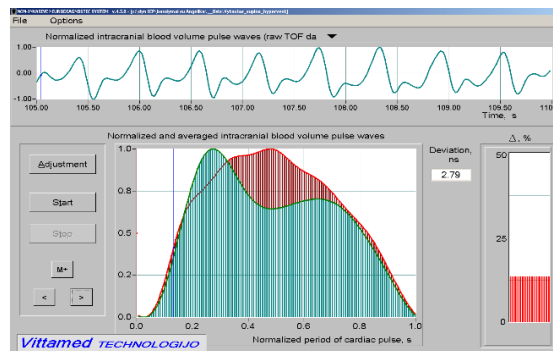 File Options
Normalized intracranial blood volume pulse waves (raw TOF da
1.00
0.00
-1.00
105.00 105.50 106.00 106.50 107.00 107.50 108.00 108.50 109.00 109.50 110
Time, s
Normalized and averaged intracranial blood volume pulse waves
Deviation, ns
2.79
Δ, %
50
25
0
Adjustment
Start
Stop
M+
< >
1.0
0.8
0.5
0.2
0.0
0.0 0.2 0.4 0.6 0.8 1.0
Normalized period of cardiac pulse, s
Vittamed TECHNOLOGIJO